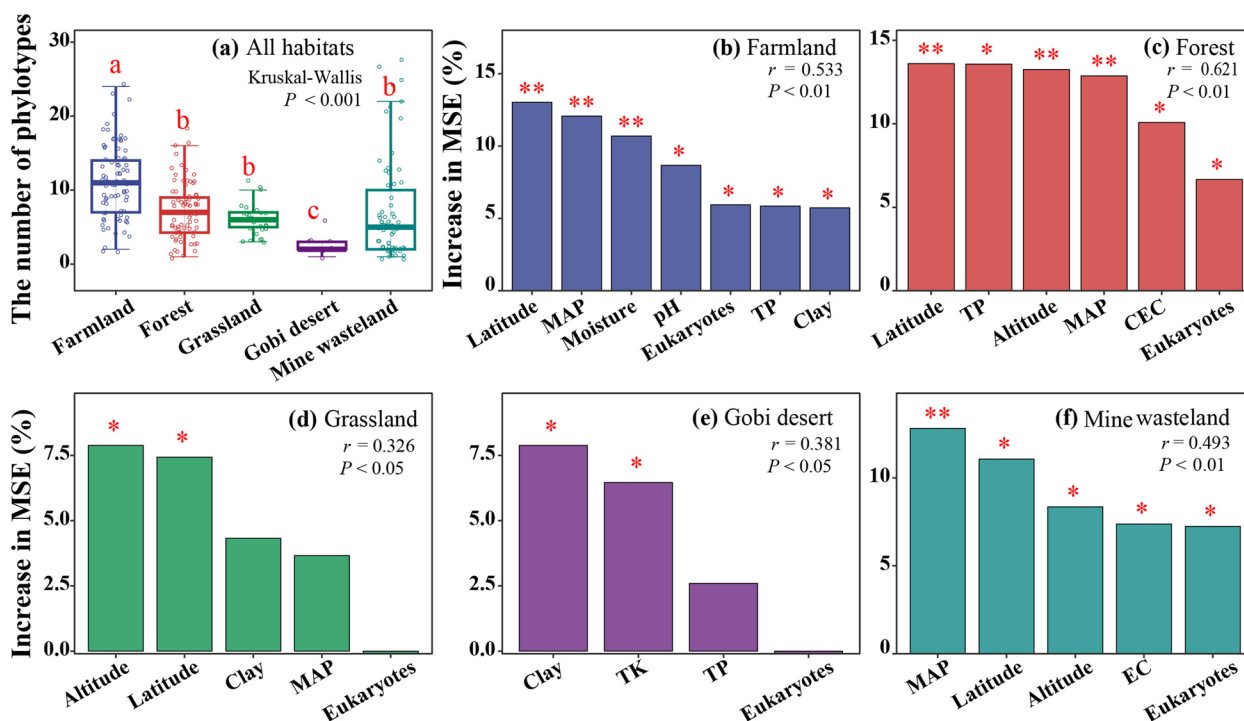 The number of phylotypes
30
20
10
0
(a) All habitats
Kruskal-Wallis
P < 0.001
a
b
b
c
b
Farmland
Forest
Grassland
Gobi desert
Mine wasteland
Increase in MSE (%)
15
10
5
0
(b) Farmland
r = 0.533
P < 0.01
**
**
**
*
*
*
*
Latitude
MAP
Moisture
pH
Eukaryotes
TP
Clay
15
10
5
0
(c) Forest
r = 0.621
P < 0.01
**
*
**
**
*
*
Latitude
TP
Altitude
MAP
CEC
Eukaryotes
Increase in MSE (%)
7.5
5.0
2.5
0.0
(d) Grassland
r = 0.326
P < 0.05
*
*
Altitude
Latitude
Clay
MAP
Eukaryotes
7.5
5.0
2.5
0.0
(e) Gobi desert
r = 0.381
P < 0.05
*
*
Clay
TK
TP
Eukaryotes
10
5
0
(f) Mine wasteland
r = 0.493
P < 0.01
**
*
*
*
*
MAP
Latitude
Altitude
EC
Eukaryotes